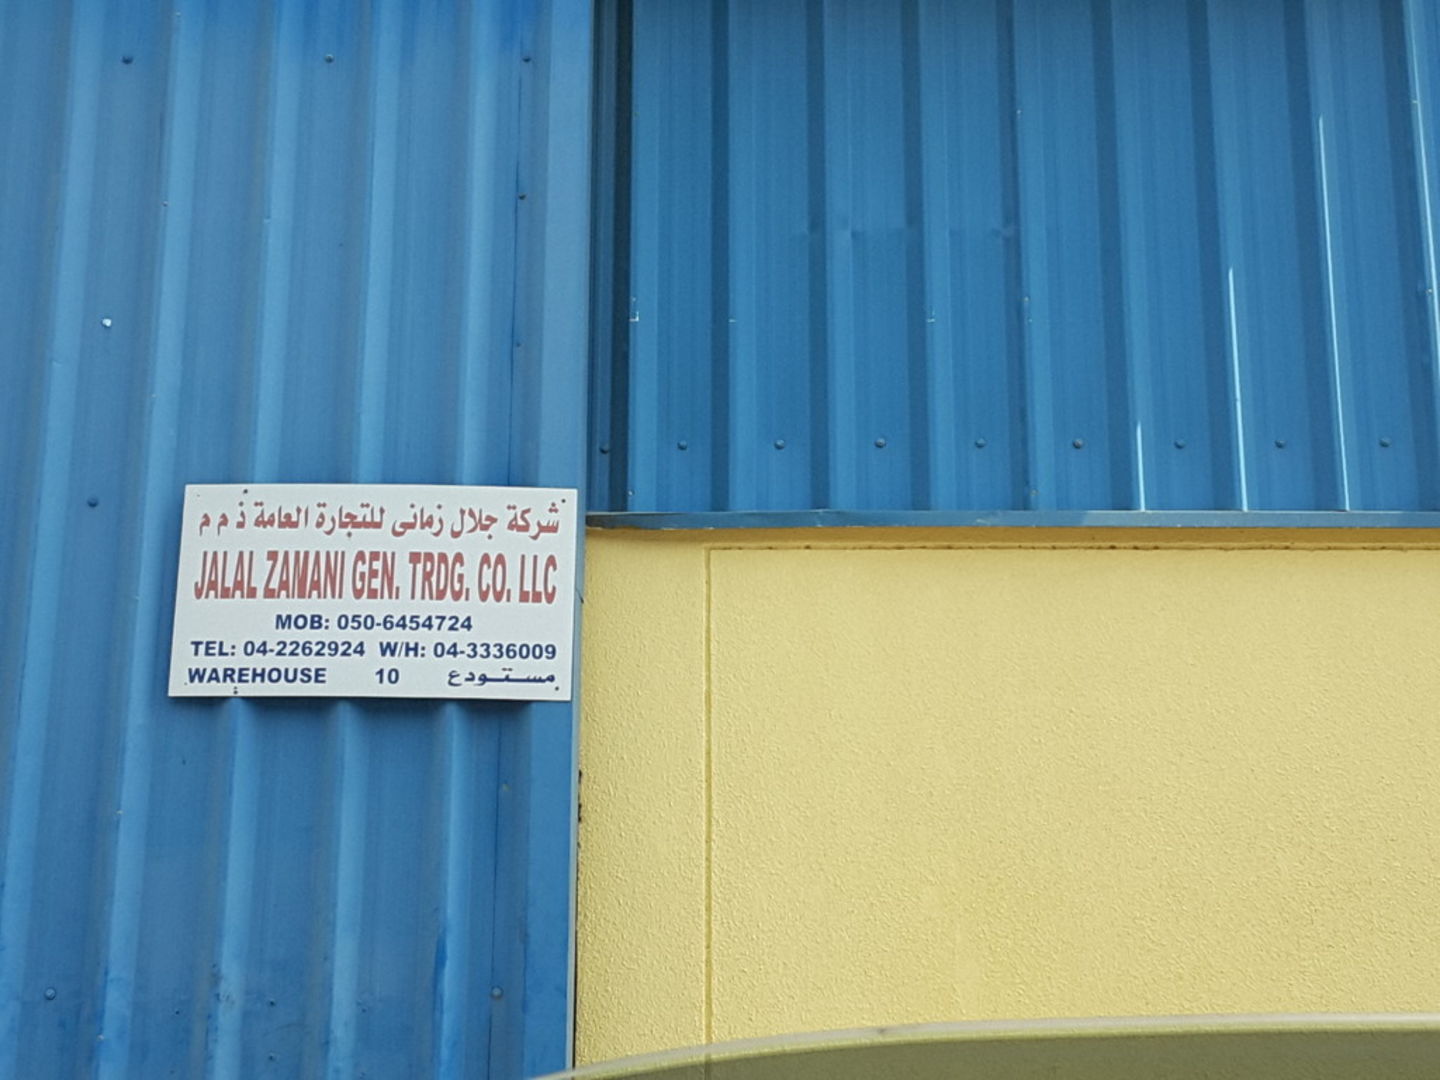 شركة جلال زمانى للتجارة العامة ذ م م
JALAL ZAMANI GEN. TRDG. CO. LLC
MOB: 050-6454724
TEL: 04-2262924 W/H: 04-3336009
WAREHOUSE 10 مستودع